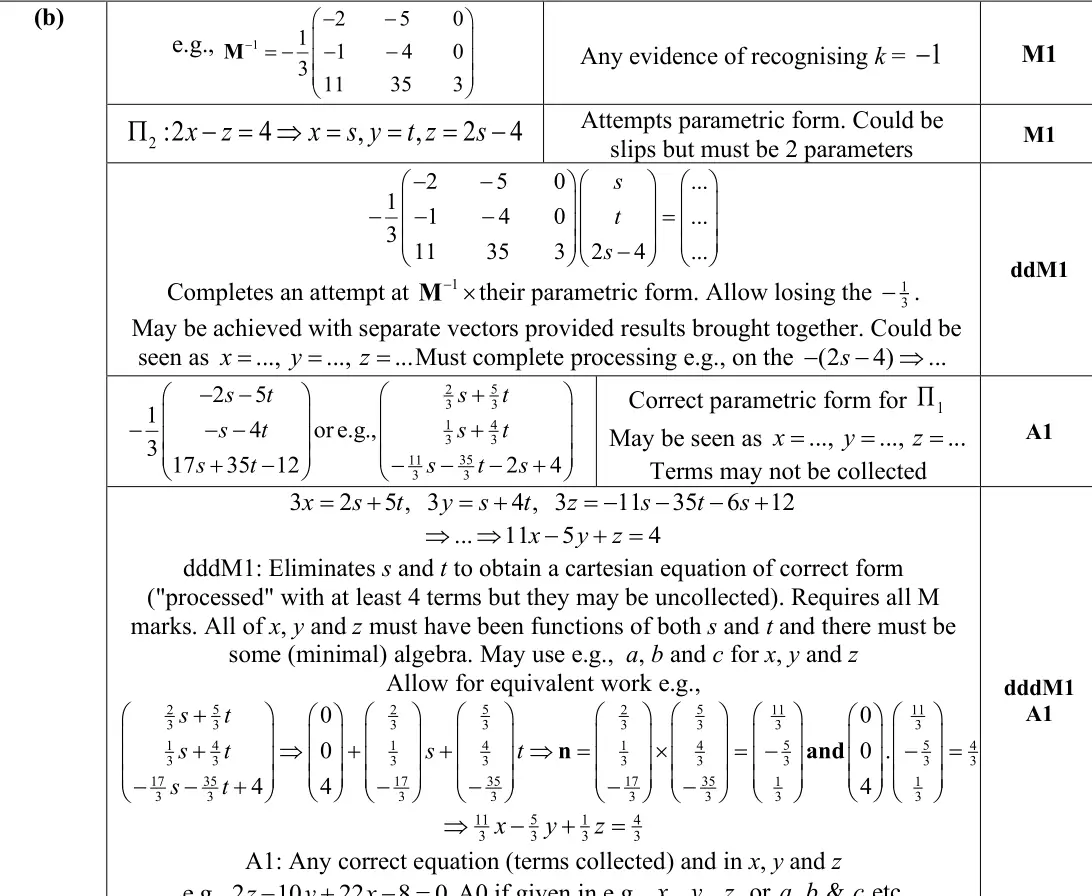 (b)
e.g., M⁻¹ = −1/3 (−2 −5 0; −1 −4 0; 11 35 3)
Any evidence of recognising k = −1
M1
Π₂ : 2x − z = 4 ⇒ x = s, y = t, z = 2s − 4
Attempts parametric form. Could be
slips but must be 2 parameters
M1
−1/3 (−2 −5 0; −1 −4 0; 11 35 3)(s; t; 2s − 4) = (...; ...; ...)
Completes an attempt at M⁻¹ × their parametric form. Allow losing the −1/3.
May be achieved with separate vectors provided results brought together. Could be
seen as x = ..., y = ..., z = ...Must complete processing e.g., on the −(2s − 4) ⇒ ...
ddM1
−1/3 (−2s − 5t; −s − 4t; 17s + 35t − 12) or e.g., (2/3 s + 5/3 t; 1/3 s + 4/3 t; −11/3 s − 35/3 t − 2s + 4)
Correct parametric form for Π₁
May be seen as x = ..., y = ..., z = ...
Terms may not be collected
A1
3x = 2s + 5t, 3y = s + 4t, 3z = −11s − 35t − 6s + 12
⇒ ... ⇒ 11x − 5y + z = 4
dddM1: Eliminates s and t to obtain a cartesian equation of correct form
("processed" with at least 4 terms but they may be uncollected). Requires all M
marks. All of x, y and z must have been functions of both s and t and there must be
some (minimal) algebra. May use e.g., a, b and c for x, y and z
Allow for equivalent work e.g.,
(2/3 s + 5/3 t; 1/3 s + 4/3 t; −17/3 s − 35/3 t + 4) ⇒ (0; 0; 4) + (2/3; 1/3; −17/3) s + (5/3; 4/3; −35/3) t ⇒ n = (2/3; 1/3; −17/3) × (5/3; 4/3; −35/3) = (11/3; −5/3; 1/3) and (0; 0; 4) . (11/3; −5/3; 1/3) = 4/3
⇒ 11/3 x − 5/3 y + 1/3 z = 4/3
A1: Any correct equation (terms collected) and in x, y and z
e.g., 2z − 10y + 22x − 8 = 0 A0 if given in e.g., x, y, z or a, b & c etc
dddM1
A1